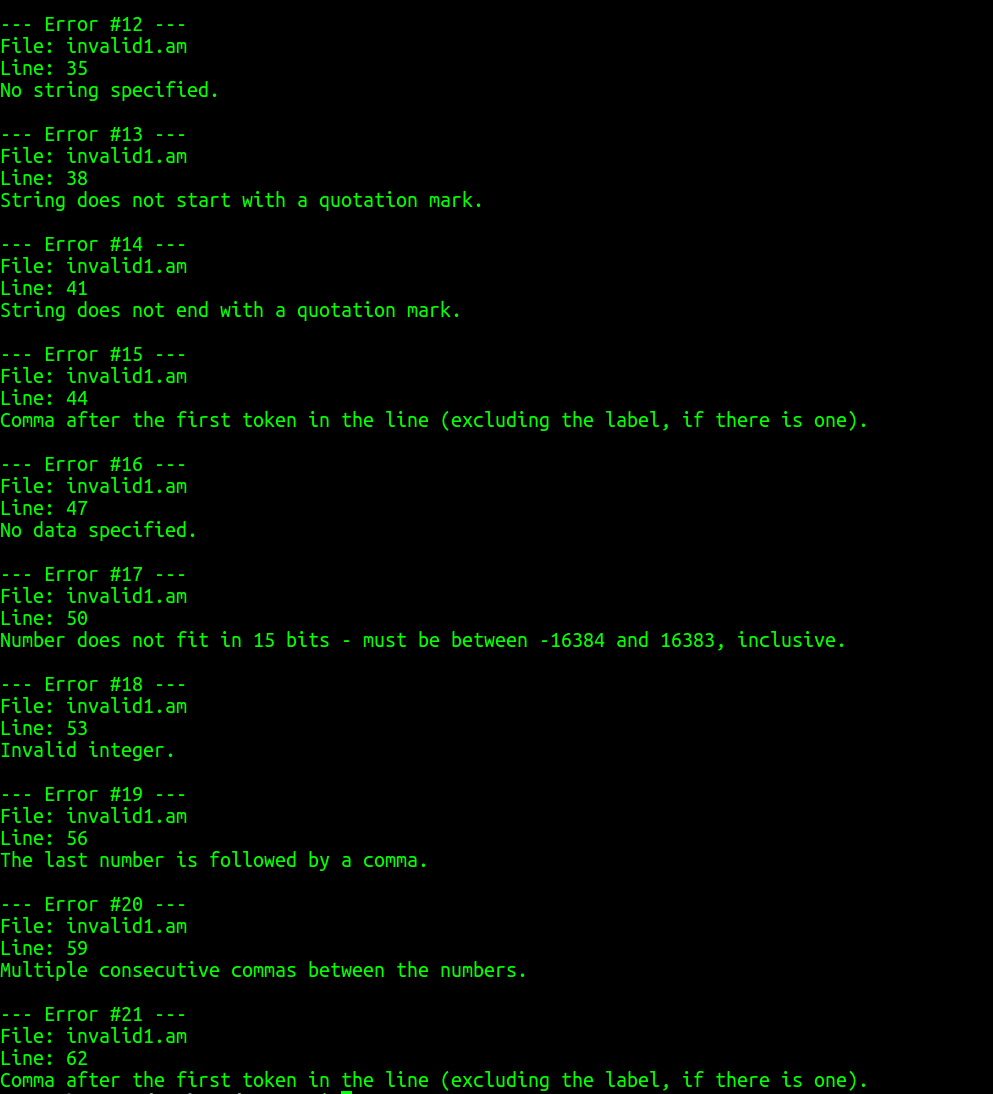 --- Error #12 ---
File: invalid1.am
Line: 35
No string specified.
--- Error #13 ---
File: invalid1.am
Line: 38
String does not start with a quotation mark.
--- Error #14 ---
File: invalid1.am
Line: 41
String does not end with a quotation mark.
--- Error #15 ---
File: invalid1.am
Line: 44
Comma after the first token in the line (excluding the label, if there is one).
--- Error #16 ---
File: invalid1.am
Line: 47
No data specified.
--- Error #17 ---
File: invalid1.am
Line: 50
Number does not fit in 15 bits - must be between -16384 and 16383, inclusive.
--- Error #18 ---
File: invalid1.am
Line: 53
Invalid integer.
--- Error #19 ---
File: invalid1.am
Line: 56
The last number is followed by a comma.
--- Error #20 ---
File: invalid1.am
Line: 59
Multiple consecutive commas between the numbers.
--- Error #21 ---
File: invalid1.am
Line: 62
Comma after the first token in the line (excluding the label, if there is one).